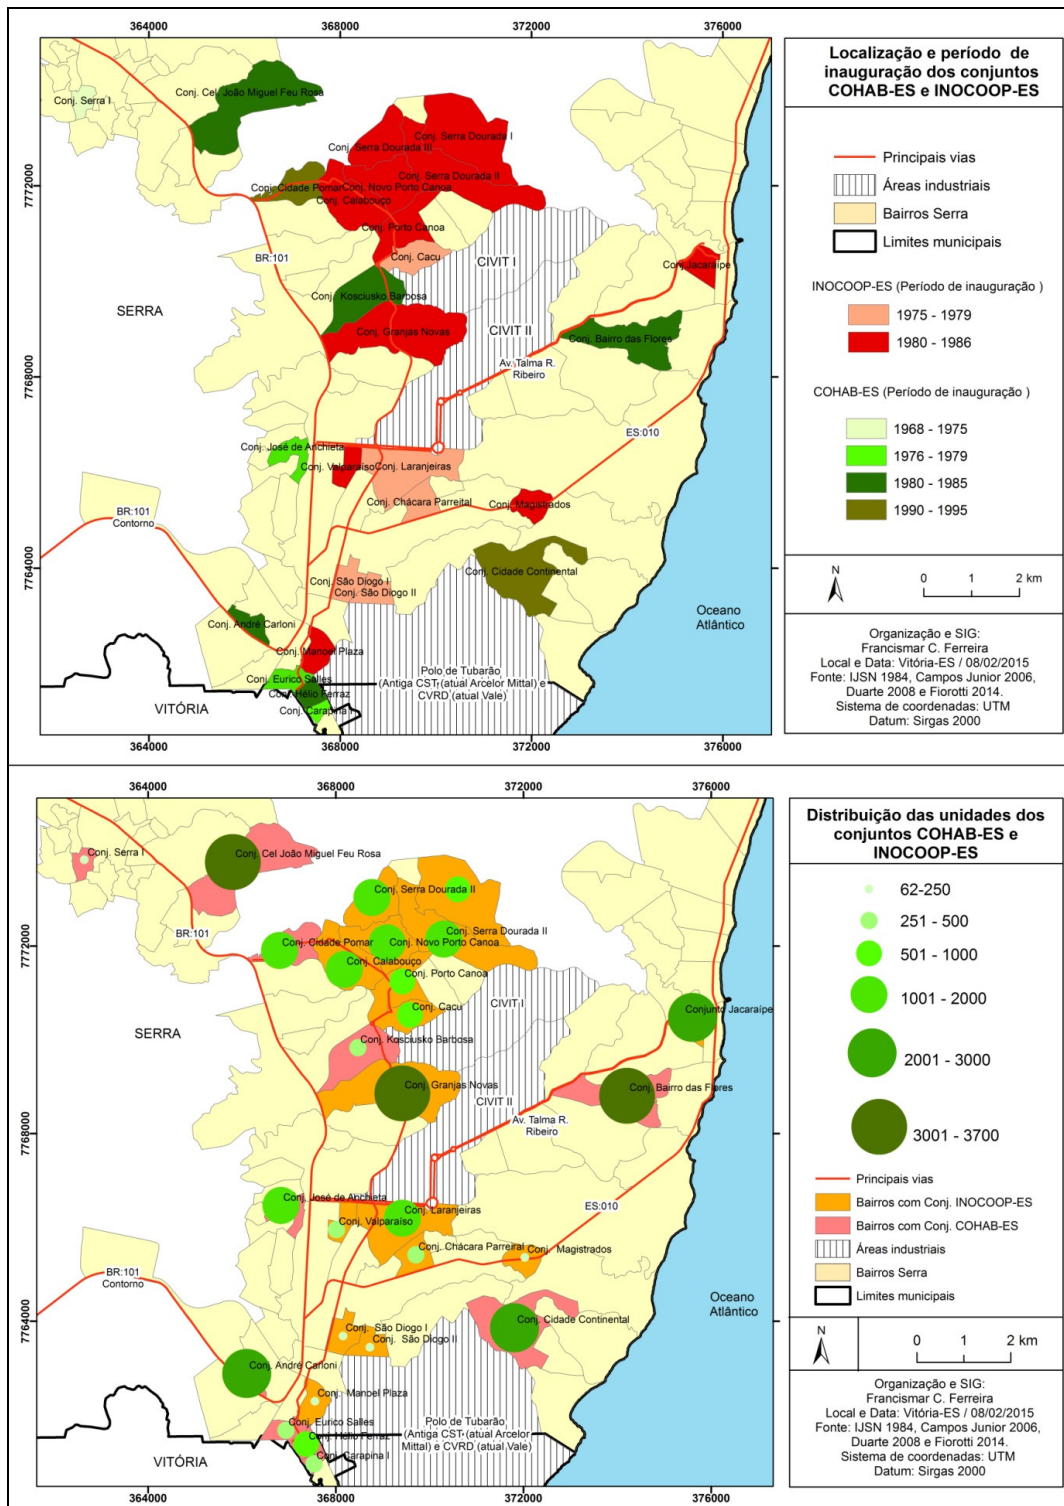 364000
368000
372000
376000
Conj. Serra I
Conj. Cel. João Miguel Feu Rosa
Conj. Serra Dourada I
Conj. Serra Dourada III
Conj. Serra Dourada II
Conj. Cidade Pomar
Conj. Novo Porto Canoa
Conj. Calabouço
Conj. Porto Canoa
Conj. Cacu
CIVIT I
BR:101
Conj. Jacaraípe
Conj. Kosciusko Barbosa
SERRA
Conj. Granjas Novas
CIVIT II
Conj. Bairro das Flores
Av. Talma R.
Ribeiro
ES:010
Conj. José de Anchieta
Conj. Valparaíso
Conj. Laranjeiras
Conj. Chácara Parreital
Conj. Magistrados
BR:101
Contorno
Conj. São Diogo I
Conj. São Diogo II
Conj. Cidade Continental
Conj. André Carloni
Oceano
Atlântico
Conj. Manoel Plaza
Conj. Eurico Salles
Conj. Hélio Ferraz
Conj. Carapina I
Polo de Tubarão
(Antiga CST (atual Arcelor Mittal) e
CVRD (atual Vale)
VITÓRIA
7772000
7768000
7764000
364000
368000
372000
376000
Localização e período de
inauguração dos conjuntos
COHAB-ES e INOCOOP-ES
Principais vias
Áreas industriais
Bairros Serra
Limites municipais
INOCOOP-ES (Período de inauguração )
1975 - 1979
1980 - 1986
COHAB-ES (Período de inauguração )
1968 - 1975
1976 - 1979
1980 - 1985
1990 - 1995
N
0 1 2 km
Organização e SIG:
Francismar C. Ferreira
Local e Data: Vitória-ES / 08/02/2015
Fonte: IJSN 1984, Campos Junior 2006,
Duarte 2008 e Fiorotti 2014.
Sistema de coordenadas: UTM
Datum: Sirgas 2000
364000
368000
372000
376000
Conj. Serra I
Conj. Cel João Miguel Feu Rosa
Conj. Serra Dourada II
BR:101
Conj. Serra Dourada II
Conj. Cidade Pomar
Conj. Novo Porto Canoa
Conj. Calabouço
Conj. Porto Canoa
CIVIT I
Conj. Cacu
Conjunto Jacaraípe
SERRA
Conj. Kosciusko Barbosa
Conj. Granjas Novas
CIVIT II
Conj. Bairro das Flores
Av. Talma R.
Ribeiro
Conj. José de Anchieta
Conj. Laranjeiras
Conj. Valparaíso
ES:010
Conj. Chácara Parreiral
Conj. Magistrados
BR:101
Contorno
Conj. São Diogo I
Conj. São Diogo II
Conj. Cidade Continental
Oceano
Atlântico
Conj. André Carloni
Conj. Manoel Plaza
Conj. Eurico Salles
Conj. Hélio Ferraz
Conj. Carapina I
Polo de Tubarão
(Antiga CST (atual Arcelor
Mittal) e CVRD (atual Vale)
VITÓRIA
7772000
7768000
7764000
364000
368000
372000
376000
Distribuição das unidades dos
conjuntos COHAB-ES e
INOCOOP-ES
62-250
251 - 500
501 - 1000
1001 - 2000
2001 - 3000
3001 - 3700
Principais vias
Bairros com Conj. INOCOOP-ES
Bairros com Conj. COHAB-ES
Áreas industriais
Bairros Serra
Limites municipais
N
0 1 2 km
Organização e SIG:
Francismar C. Ferreira
Local e Data: Vitória-ES / 08/02/2015
Fonte: IJSN 1984, Campos Junior 2006,
Duarte 2008 e Fiorotti 2014.
Sistema de coordenadas: UTM
Datum: Sirgas 2000